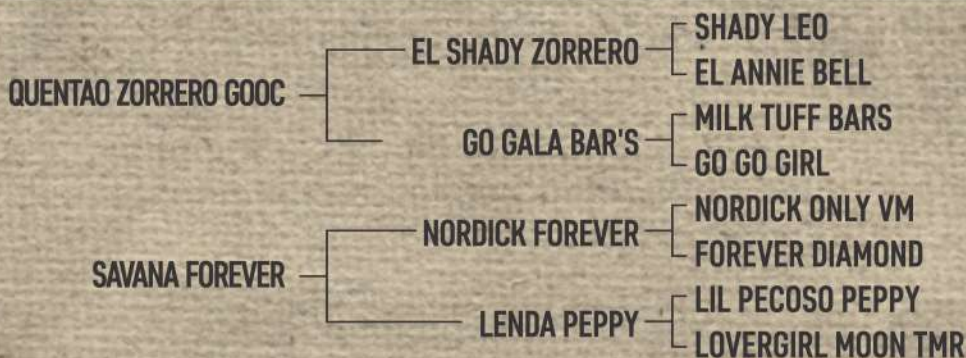 SHADY LEO
EL SHADY ZORRERO
EL ANNIE BELL
QUENTAO ZORRERO GOOC
MILK TUFF BARS
GO GALA BAR'S
GO GO GIRL
NORDICK ONLY VM
NORDICK FOREVER
FOREVER DIAMOND
SAVANA FOREVER
LIL PECOSO PEPPY
LENDA PEPPY
LOVERGIRL MOON TMR